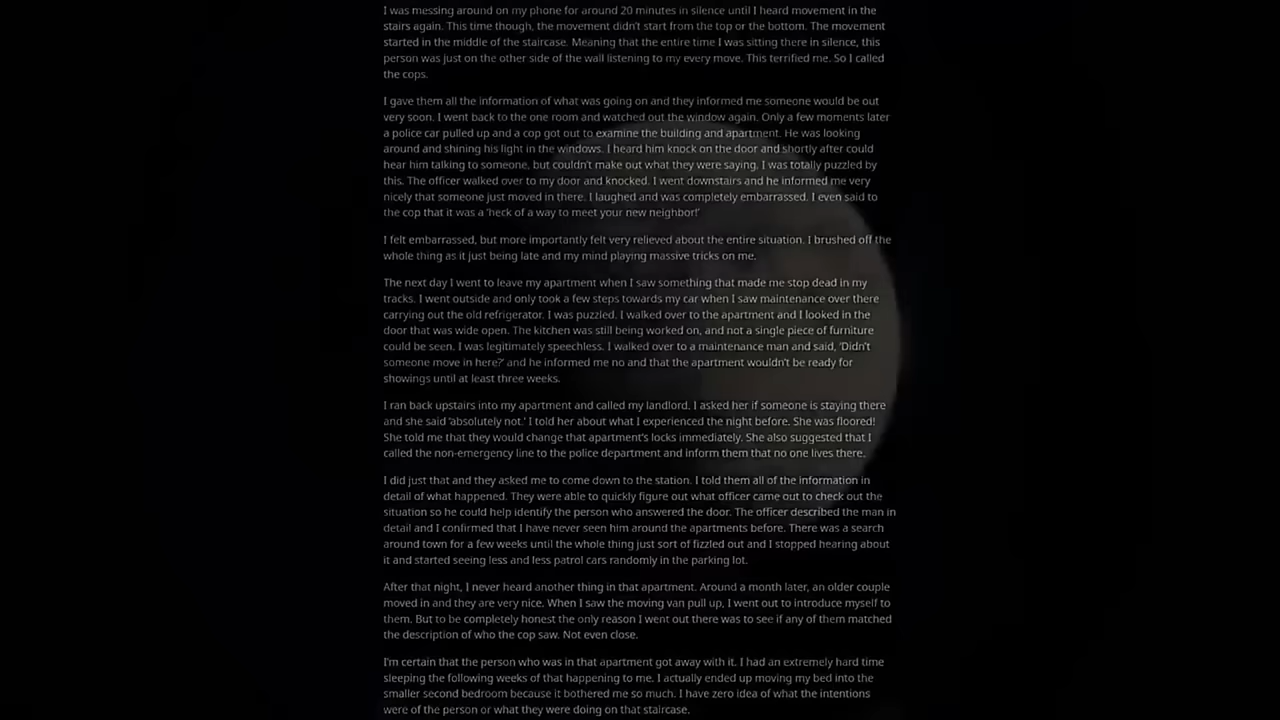 I was messing around on my phone for around 20 minutes in silence until I heard movement in the
stairs again. This time though, the movement didn't start from the top or the bottom. The movement
started in the middle of the staircase. Meaning that the entire time I was sitting there in silence, this
person was just on the other side of the wall listening to my every move. This terrified me. So I called
the cops.
I gave them all the information of what was going on and they informed me someone would be out
very soon. I went back to the one room and watched out the window again. Only a few moments later
a police car pulled up and a cop got out to examine the building and apartment. He was looking
around and shining his light in the windows. I heard him knock on the door and shortly after could
hear him talking to someone, but couldn't make out what they were saying. I was totally puzzled by
this. The officer walked over to my door and knocked. I went downstairs and he informed me very
nicely that someone just moved in there. I laughed and was completely embarrassed. I even said to
the cop that it was a 'heck of a way to meet your new neighbor!'
I felt embarrassed, but more importantly felt very relieved about the entire situation. I brushed off the
whole thing as it just being late and my mind playing massive tricks on me.
The next day I went to leave my apartment when I saw something that made me stop dead in my
tracks. I went outside and only took a few steps towards my car when I saw maintenance over there
carrying out the old refrigerator. I was puzzled. I walked over to the apartment and I looked in the
door that was wide open. The kitchen was still being worked on, and not a single piece of furniture
could be seen. I was legitimately speechless. I walked over to a maintenance man and said, 'Didn't
someone move in here?' and he informed me no and that the apartment wouldn't be ready for
showings until at least three weeks.
I ran back upstairs into my apartment and called my landlord. I asked her if someone is staying there
and she said 'absolutely not.' I told her about what I experienced the night before. She was floored!
She told me that they would change that apartment's locks immediately. She also suggested that I
called the non-emergency line to the police department and inform them that no one lives there.
I did just that and they asked me to come down to the station. I told them all of the information in
detail of what happened. They were able to quickly figure out what officer came out to check out the
situation so he could help identify the person who answered the door. The officer described the man in
detail and I confirmed that I have never seen him around the apartments before. There was a search
around town for a few weeks until the whole thing just sort of fizzled out and I stopped hearing about
it and started seeing less and less patrol cars randomly in the parking lot.
After that night, I never heard another thing in that apartment. Around a month later, an older couple
moved in and they are very nice. When I saw the moving van pull up, I went out to introduce myself to
them. But to be completely honest the only reason I went out there was to see if any of them matched
the description of who the cop saw. Not even close.
I'm certain that the person who was in that apartment got away with it. I had an extremely hard time
sleeping the following weeks of that happening to me. I actually ended up moving my bed into the
smaller second bedroom because it bothered me so much. I have zero idea of what the intentions
were of the person or what they were doing on that staircase.